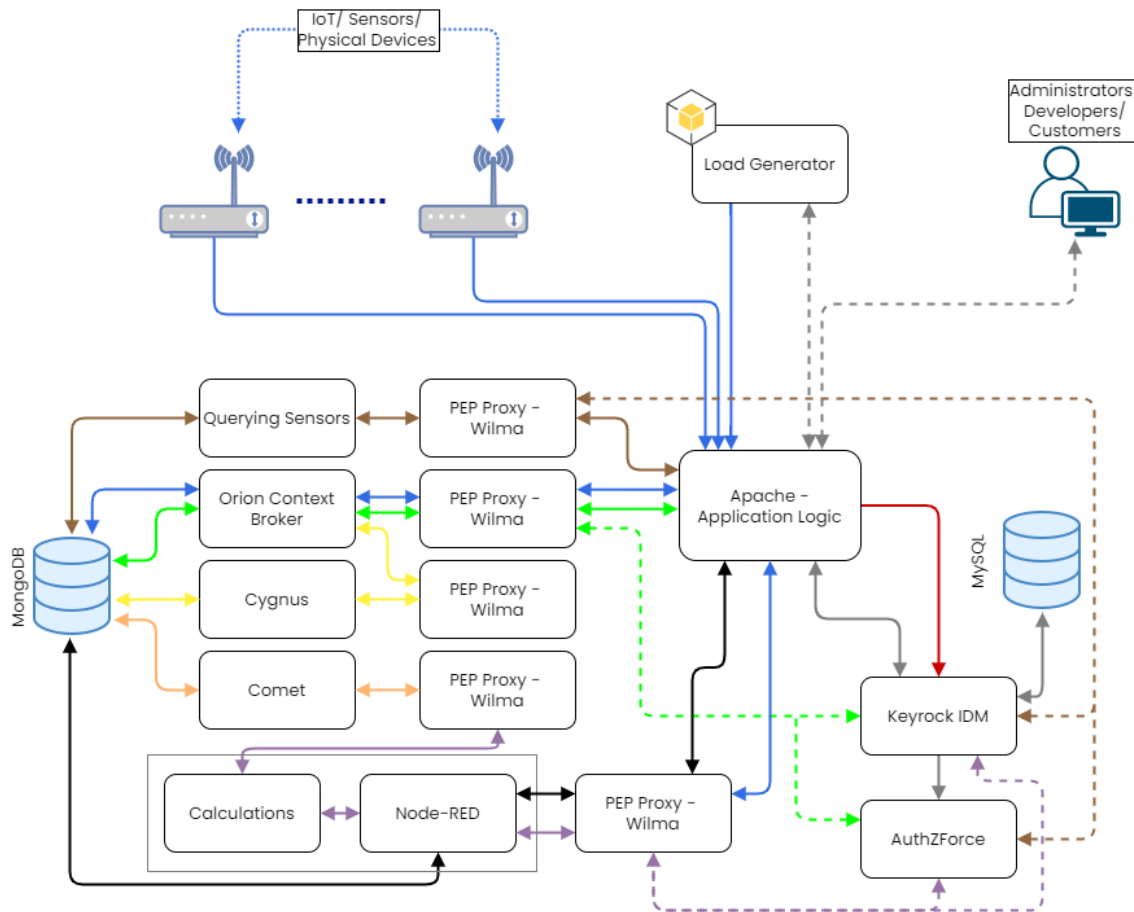 IoT/ Sensors/
Physical Devices
Administrators
Developers/
Customers
Load Generator
Querying Sensors
PEP Proxy -
Wilma
Orion Context
Broker
PEP Proxy -
Wilma
Apache -
Application Logic
MongoDB
MySQL
Cygnus
PEP Proxy -
Wilma
Comet
PEP Proxy -
Wilma
Keyrock IDM
Calculations
Node-RED
PEP Proxy -
Wilma
AuthZForce